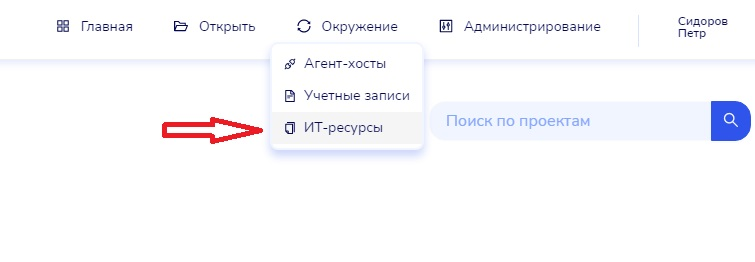 Главная
Открыть
Окружение
Администрирование
Сидоров
Петр
Агент-хосты
Учетные записи
ИТ-ресурсы
Поиск по проектам